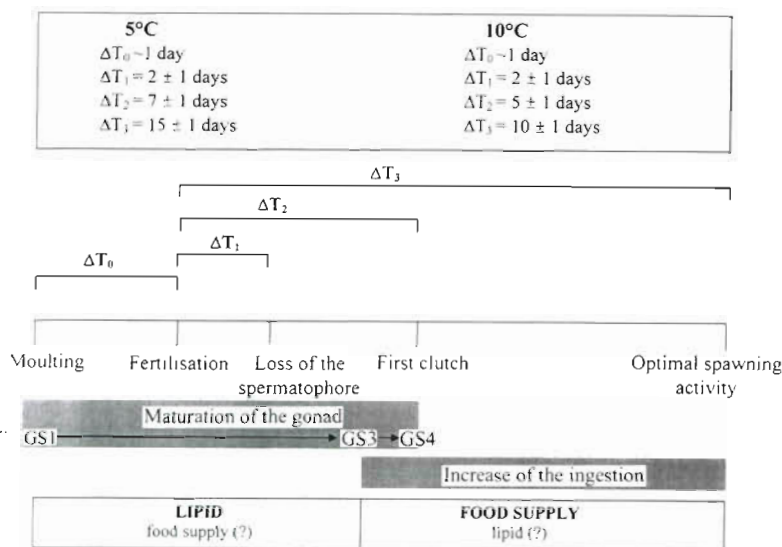 5°C 10°C
ΔT₀~1 day ΔT₀~1 day
ΔT₁= 2 ± 1 days ΔT₁= 2 ± 1 days
ΔT₂= 7 ± 1 days ΔT₂= 5 ± 1 days
ΔT₃= 15 ± 1 days ΔT₃= 10 ± 1 days
ΔT₃
ΔT₂
ΔT₁
ΔT₀
Moulting Fertilisation Loss of the First clutch Optimal spawning
spermatophore activity
Maturation of the gonad
GS1 GS3 GS4
Increase of the ingestion
LIPID FOOD SUPPLY
food supply (?) lipid (?)